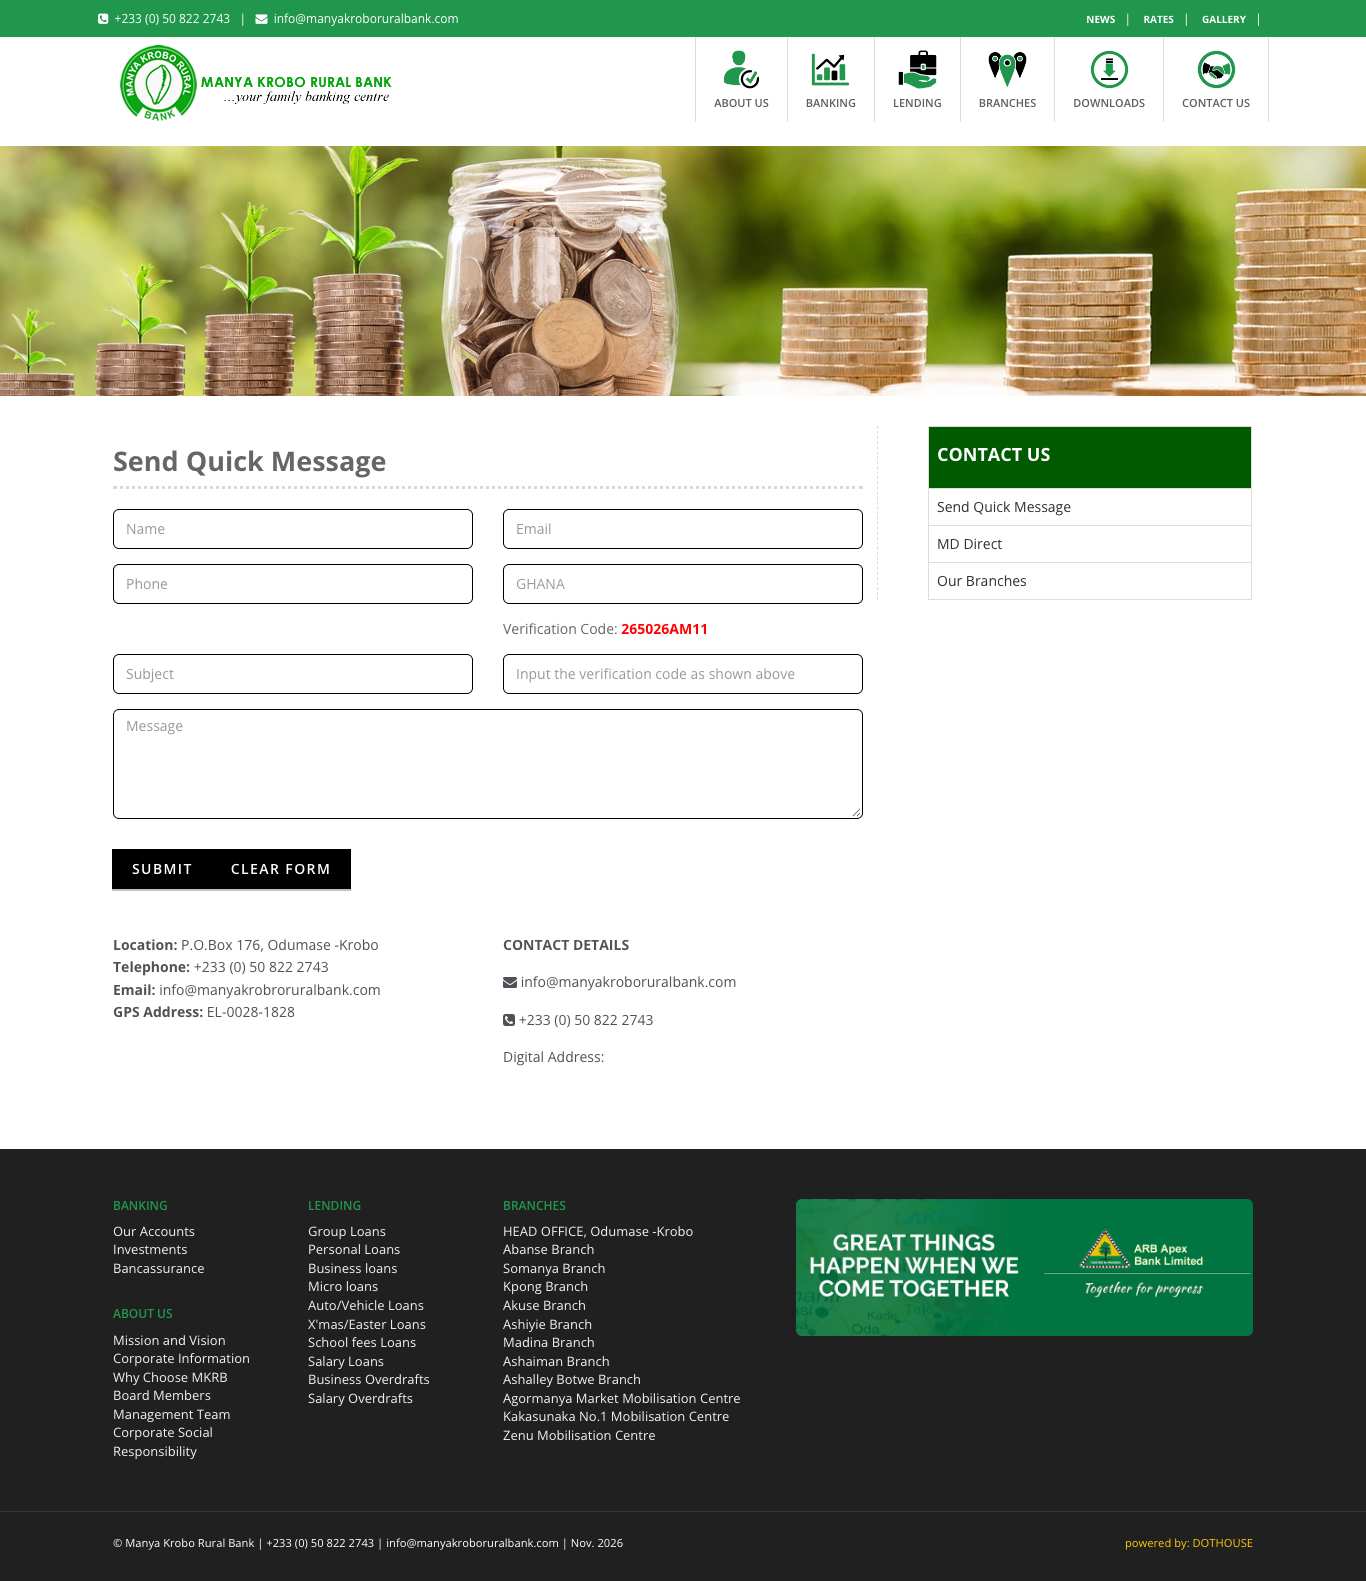 +233 (0) 50 822 2743 | info@manyakroboruralbank.com
NEWS | RATES | GALLERY |
MANYA KROBO RURAL BANK
MANYA KROBO RURAL BANK
...your family banking centre
ABOUT US
BANKING
LENDING
BRANCHES
DOWNLOADS
CONTACT US
Send Quick Message
Name
Email
Phone
GHANA
Verification Code: 265026AM11
Subject
Input the verification code as shown above
Message
SUBMIT
CLEAR FORM
Location: P.O.Box 176, Odumase -Krobo
Telephone: +233 (0) 50 822 2743
Email: info@manyakrobroruralbank.com
GPS Address: EL-0028-1828
CONTACT DETAILS
info@manyakroboruralbank.com
+233 (0) 50 822 2743
Digital Address:
CONTACT US
Send Quick Message
MD Direct
Our Branches
BANKING
Our Accounts
Investments
Bancassurance
ABOUT US
Mission and Vision
Corporate Information
Why Choose MKRB
Board Members
Management Team
Corporate Social
Responsibility
LENDING
Group Loans
Personal Loans
Business loans
Micro loans
Auto/Vehicle Loans
X'mas/Easter Loans
School fees Loans
Salary Loans
Business Overdrafts
Salary Overdrafts
BRANCHES
HEAD OFFICE, Odumase -Krobo
Abanse Branch
Somanya Branch
Kpong Branch
Akuse Branch
Ashiyie Branch
Madina Branch
Ashaiman Branch
Ashalley Botwe Branch
Agormanya Market Mobilisation Centre
Kakasunaka No.1 Mobilisation Centre
Zenu Mobilisation Centre
GREAT THINGS
HAPPEN WHEN WE
COME TOGETHER
ARB Apex
Bank Limited
Together for progress
Kade
Oda
© Manya Krobo Rural Bank | +233 (0) 50 822 2743 | info@manyakroboruralbank.com | Nov. 2026
powered by: DOTHOUSE